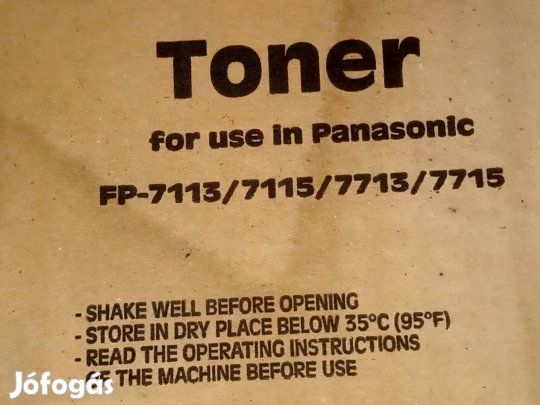 Toner
for use in Panasonic
FP-7113/7115/7713/7715
- SHAKE WELL BEFORE OPENING
- STORE IN DRY PLACE BELOW 35°C (95°F)
- READ THE OPERATING INSTRUCTIONS
OF THE MACHINE BEFORE USE
Jófogás